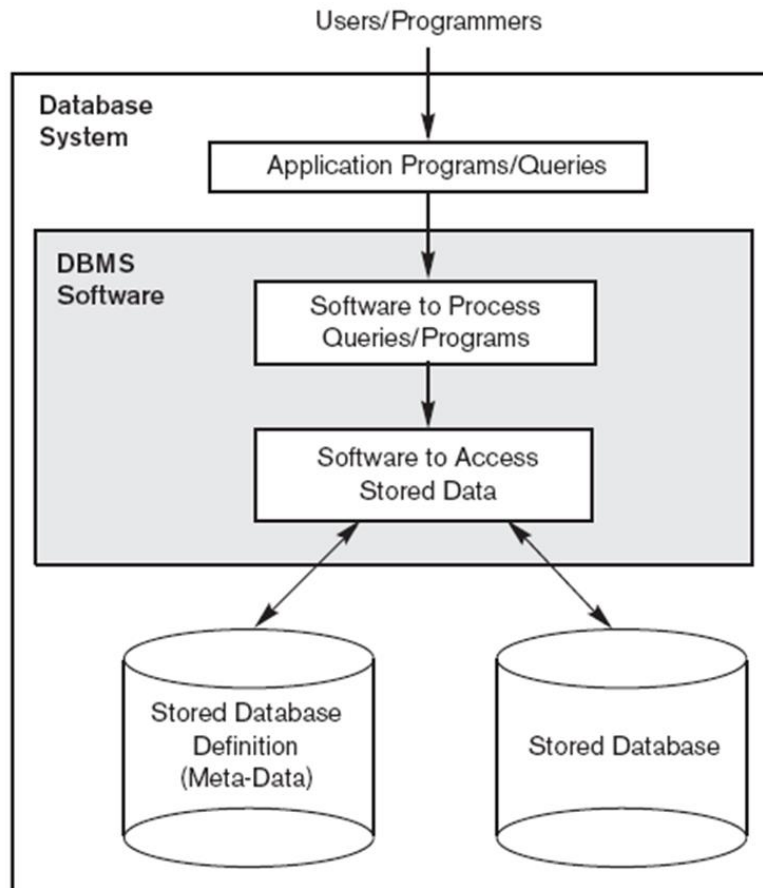 Users/Programmers
Database
System
Application Programs/Queries
DBMS
Software
Software to Process
Queries/Programs
Software to Access
Stored Data
Stored Database
Definition
(Meta-Data)
Stored Database